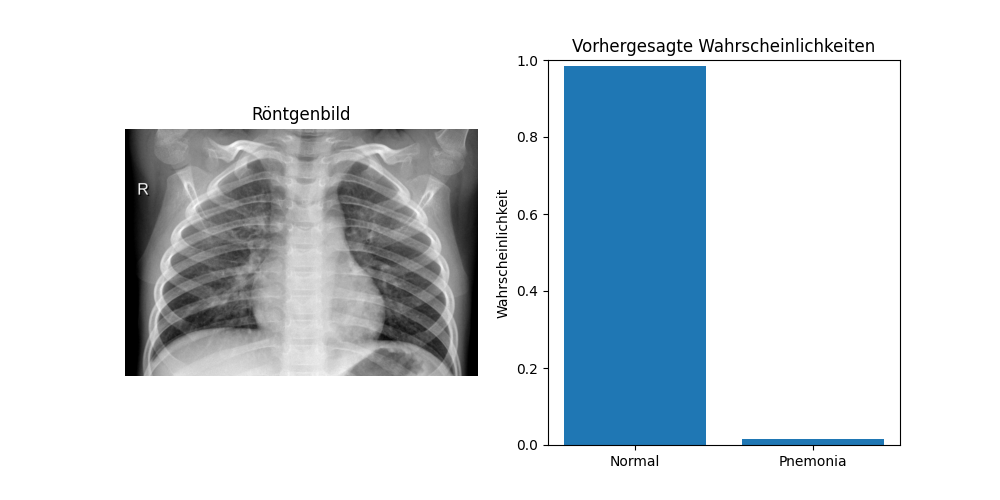 Röntgenbild
R
Vorhergesagte Wahrscheinlichkeiten
Wahrscheinlichkeit
1.0
0.8
0.6
0.4
0.2
0.0
Normal
Pnemonia